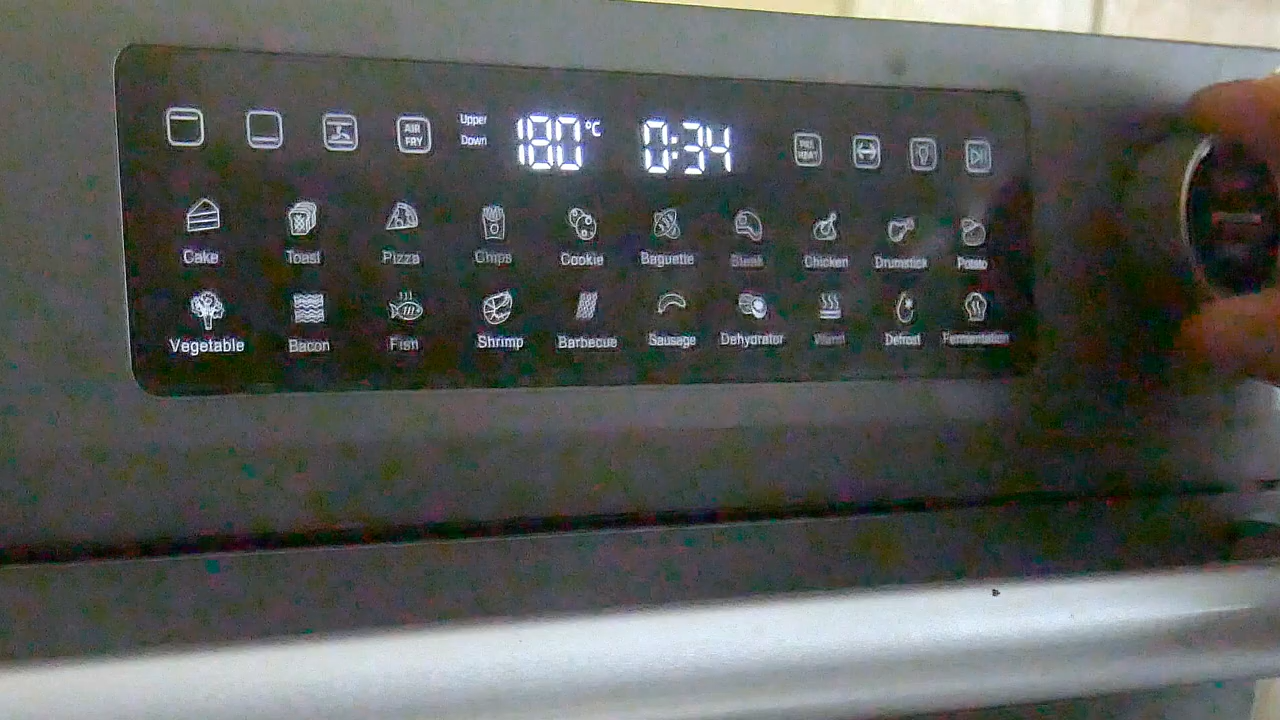 AIR FRY
Upper
Down
180 °C
0:34
PRE HEAT
Cake Toast Pizza Chips Cookie Baguette Steak Chicken Drumstick Potato
Vegetable Bacon Fish Shrimp Barbecue Sausage Dehydrator Warm Defrost Fermentation